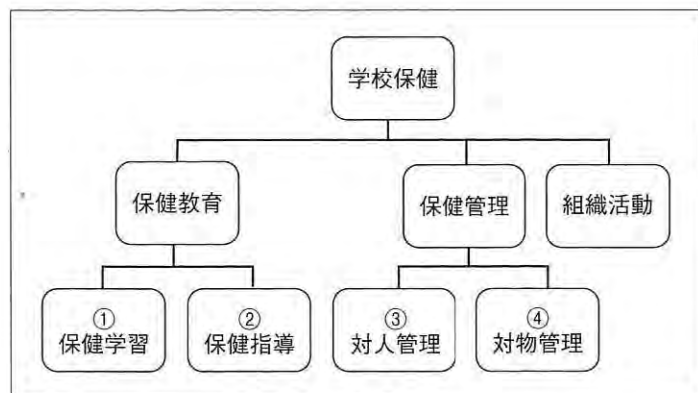 学校保健
保健教育
保健管理
組織活動
①
保健学習
②
保健指導
③
対人管理
④
対物管理